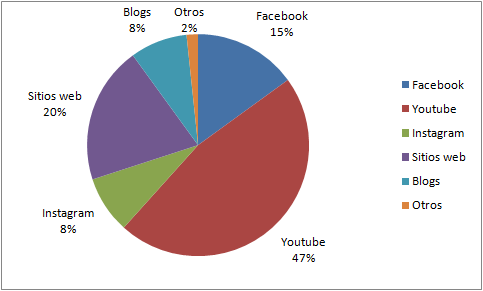 Blogs
8%
Otros
2%
Facebook
15%
Sitios web
20%
Instagram
8%
Youtube
47%
Facebook
Youtube
Instagram
Sitios web
Blogs
Otros